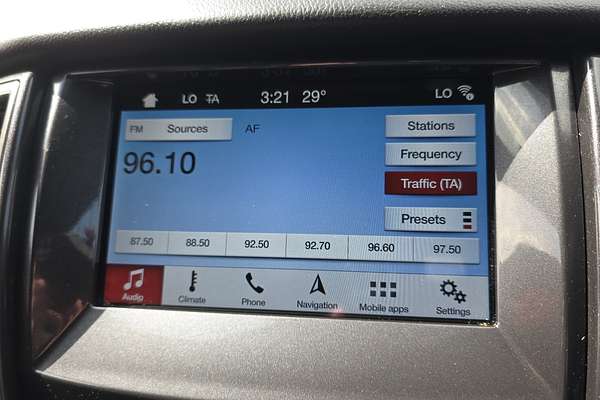 LO TA 3:21 29° LO
FM Sources AF Stations
96.10
Frequency
Traffic (TA)
Presets
87.50 88.50 92.50 92.70 96.60 97.50
Audio Climate Phone Navigation Mobile apps Settings